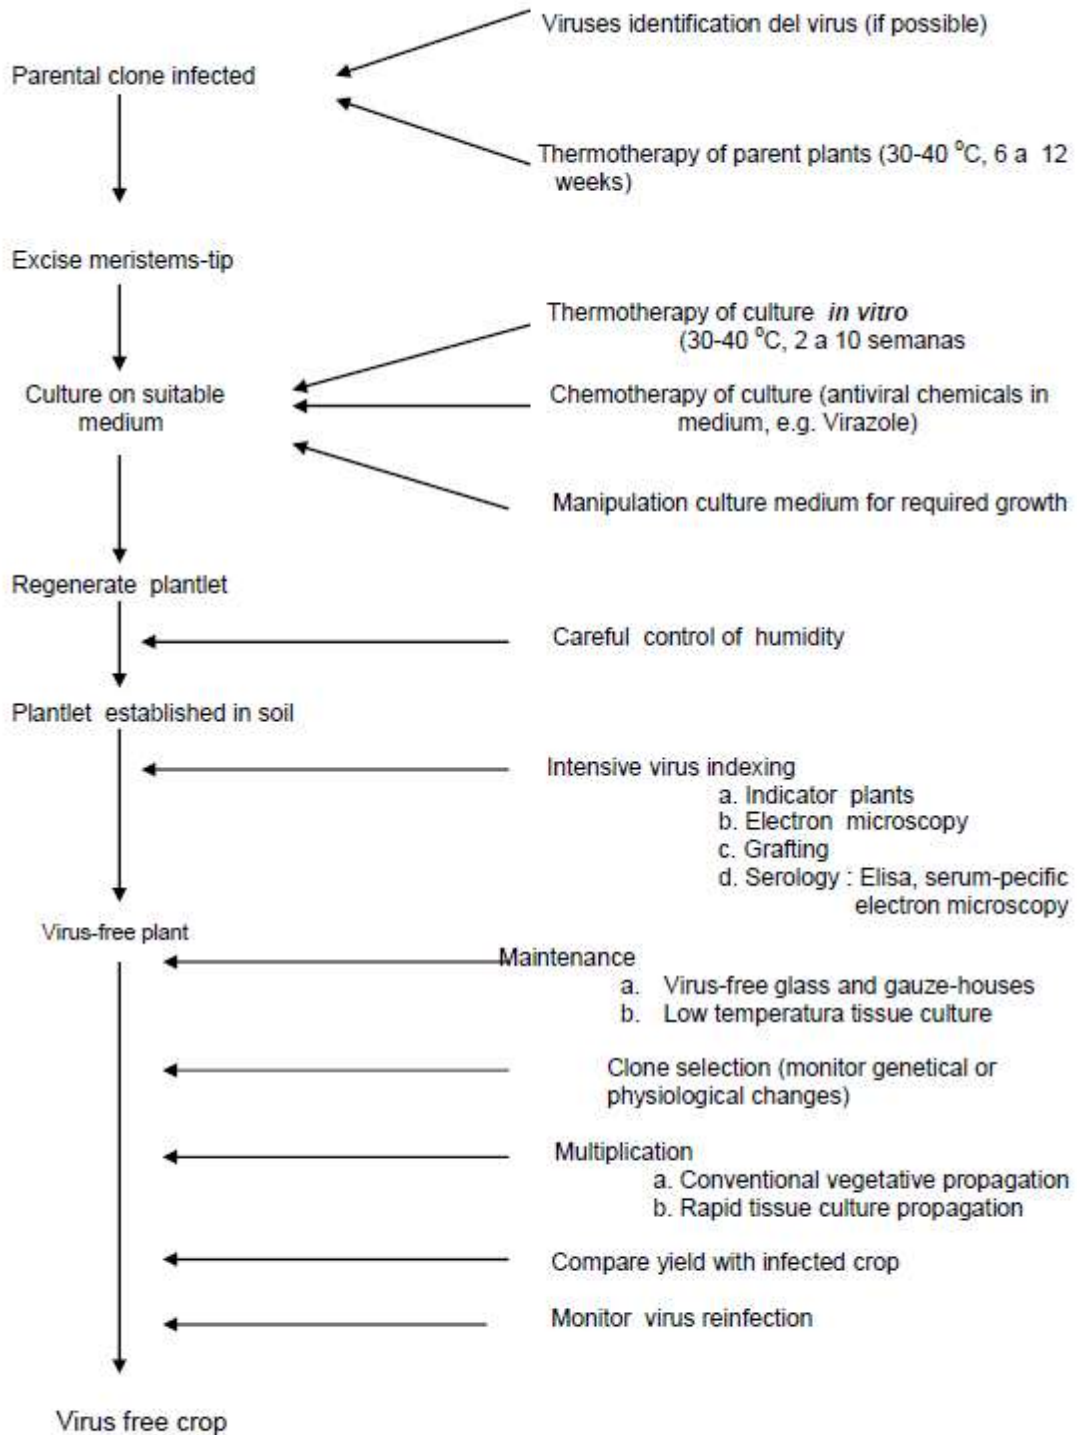 Viruses identification del virus (if possible)
Parental clone infected
Thermotherapy of parent plants (30-40 ⁰C, 6 a 12
weeks)
Excise meristems-tip
Thermotherapy of culture in vitro
(30-40 ⁰C, 2 a 10 semanas
Culture on suitable
medium
Chemotherapy of culture (antiviral chemicals in
medium, e.g. Virazole)
Manipulation culture medium for required growth
Regenerate plantlet
Careful control of humidity
Plantlet established in soil
Intensive virus indexing
a. Indicator plants
b. Electron microscopy
c. Grafting
d. Serology : Elisa, serum-pecific
electron microscopy
Virus-free plant
Maintenance
a. Virus-free glass and gauze-houses
b. Low temperatura tissue culture
Clone selection (monitor genetical or
physiological changes)
Multiplication
a. Conventional vegetative propagation
b. Rapid tissue culture propagation
Compare yield with infected crop
Monitor virus reinfection
Virus free crop